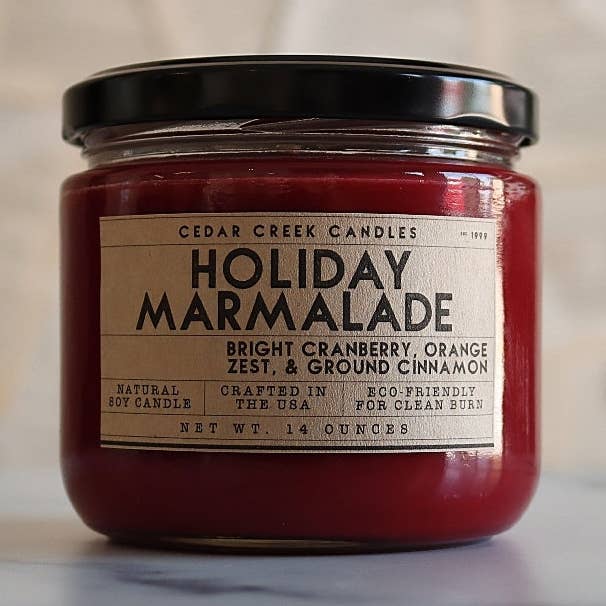 CEDAR CREEK CANDLES EST 1999
HOLIDAY
MARMALADE
BRIGHT CRANBERRY, ORANGE
ZEST, & GROUND CINNAMON
NATURAL
SOY CANDLE
CRAFTED IN
THE USA
ECO-FRIENDLY
FOR CLEAN BURN
NET WT. 14 OUNCES